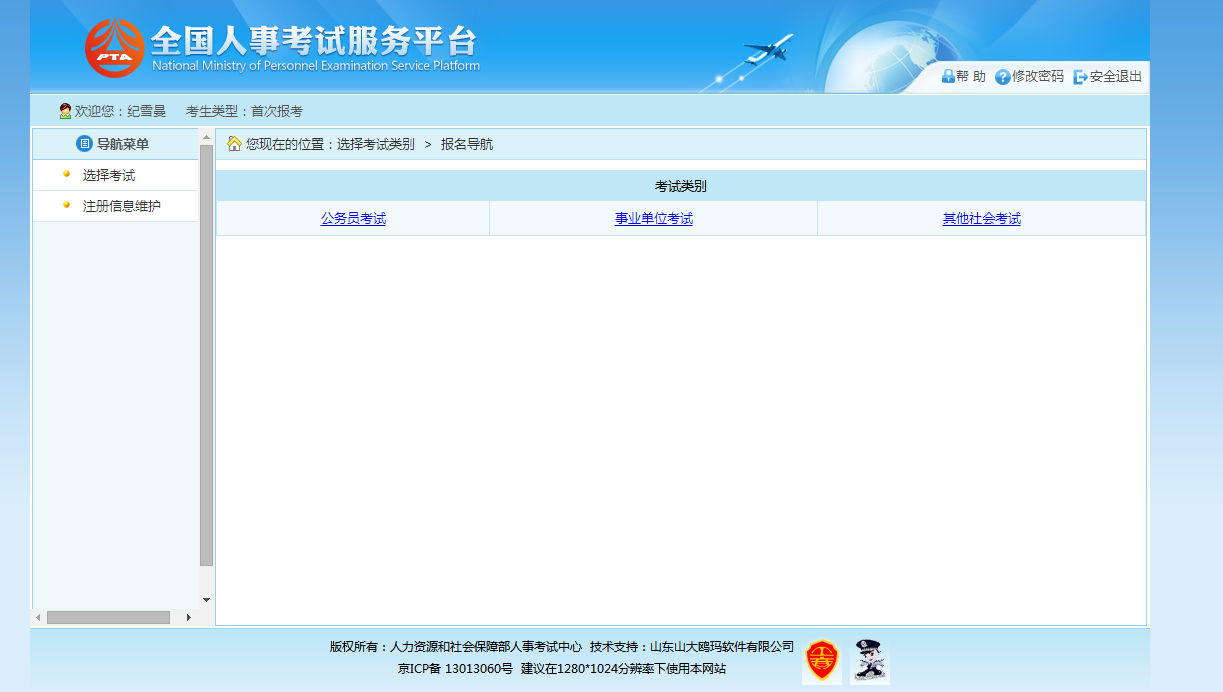 PTA
全国人事考试服务平台
National Ministry of Personnel Examination Service Platform
帮 助 修改密码 安全退出
欢迎您：纪雪曼 考生类型：首次报考
导航菜单
选择考试
注册信息维护
您现在的位置：选择考试类别 > 报名导航
考试类别
公务员考试 事业单位考试 其他社会考试
版权所有：人力资源和社会保障部人事考试中心 技术支持：山东山大鸥玛软件有限公司
京ICP备 13013060号 建议在1280*1024分辨率下使用本网站